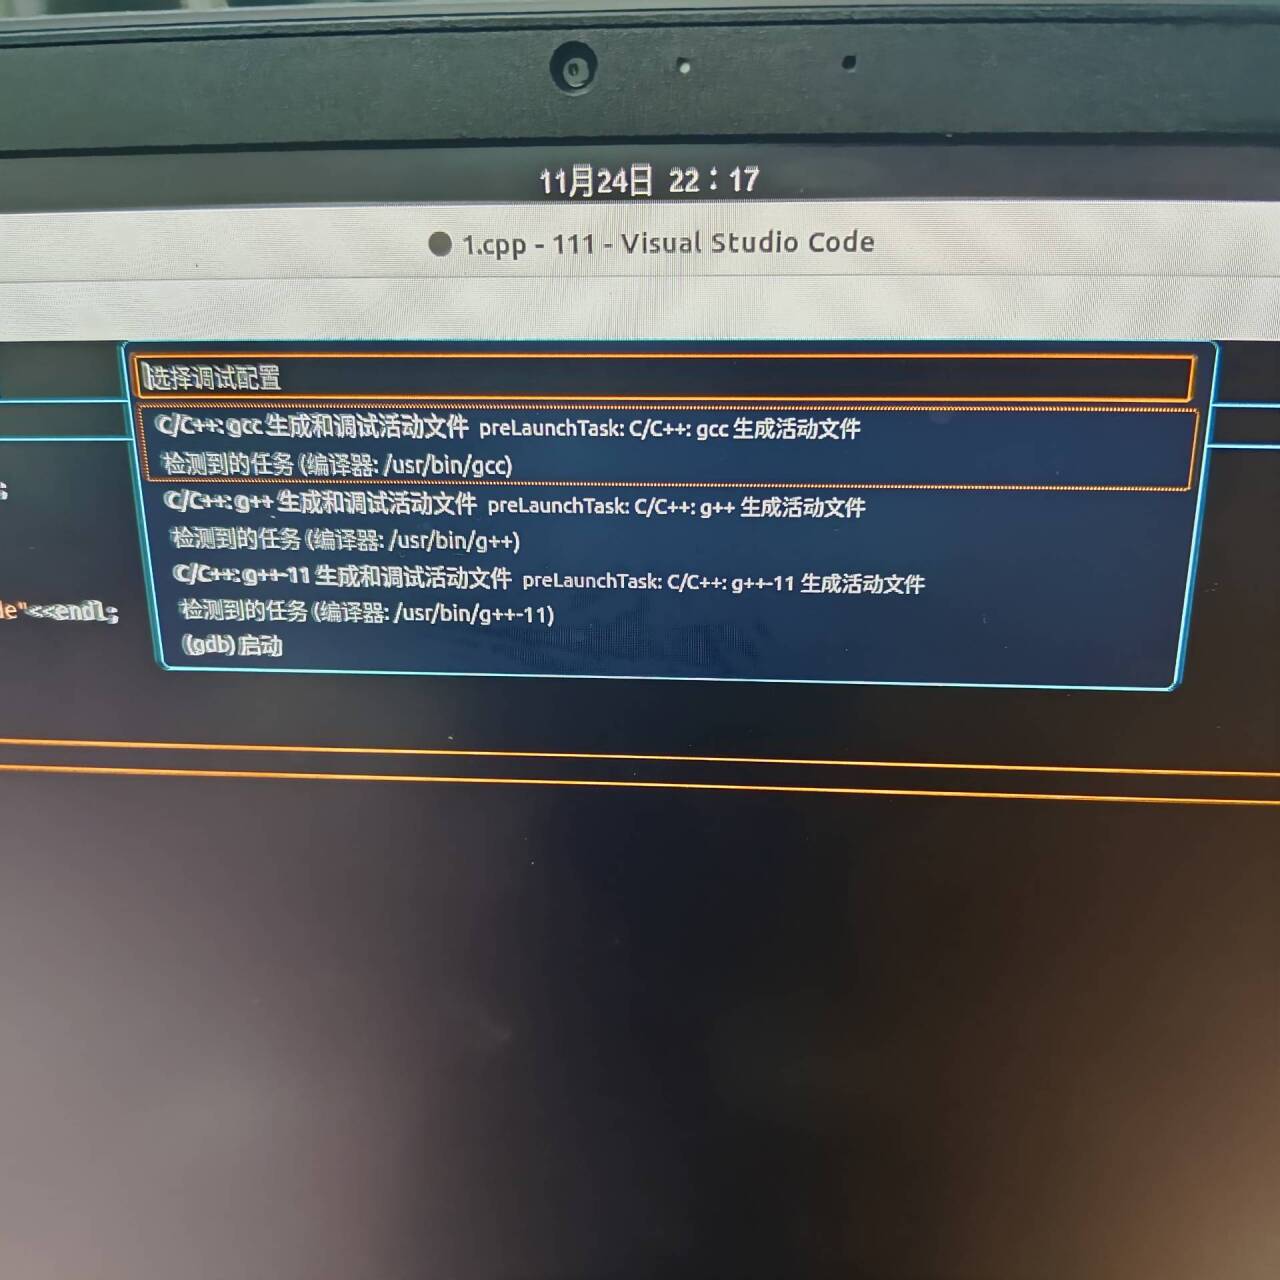 11月24日 22：17
1.cpp - 111 - Visual Studio Code
选择调试配置
C/C++: gcc 生成和调试活动文件 preLaunchTask: C/C++: gcc 生成活动文件
检测到的任务 (编译器: /usr/bin/gcc)
;
C/C++: g++ 生成和调试活动文件 preLaunchTask: C/C++: g++ 生成活动文件
检测到的任务 (编译器: /usr/bin/g++)
C/C++: g++-11 生成和调试活动文件 preLaunchTask: C/C++: g++-11 生成活动文件
检测到的任务 (编译器: /usr/bin/g++-11)
le"<<endl;
(gdb) 启动